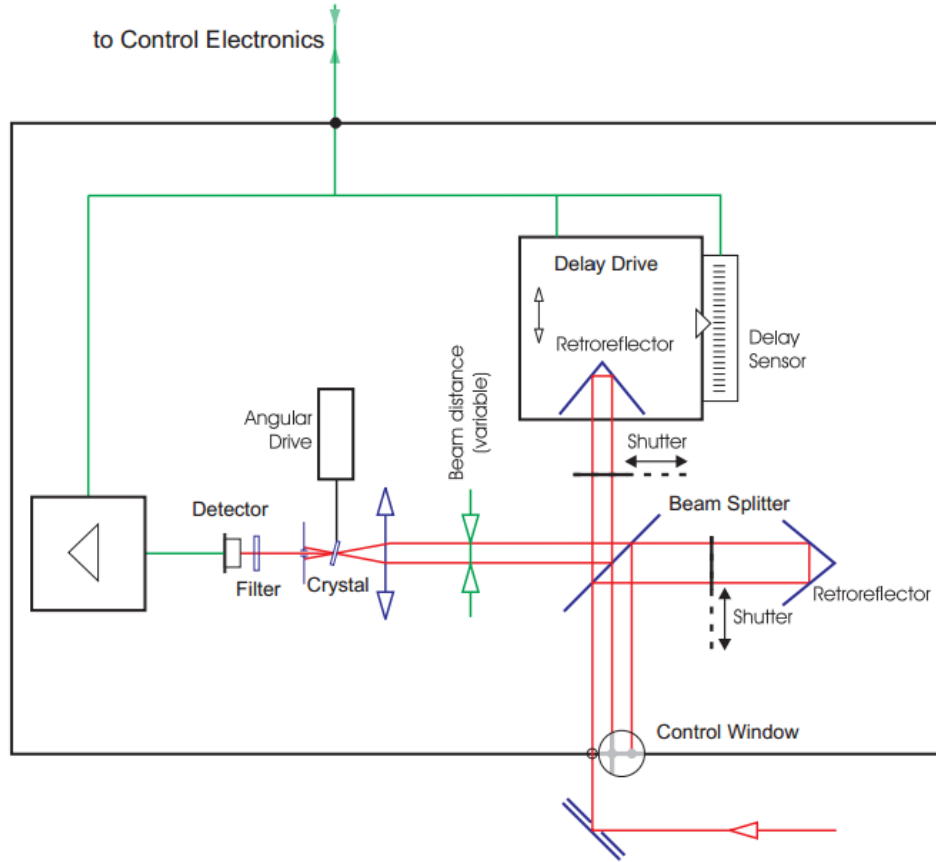 to Control Electronics
Delay Drive
Retroreflector
Delay
Sensor
Angular
Drive
Beam distance
(variable)
Shutter
Detector
Beam Splitter
Filter
Crystal
Retroreflector
Shutter
Control Window